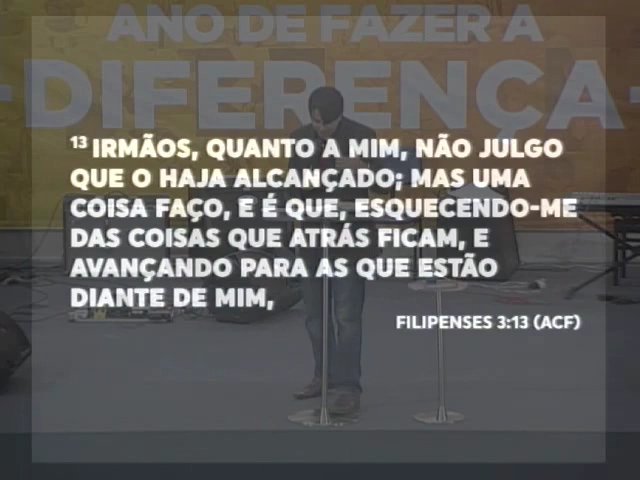 ANO DE FAZER A
DIFERENÇA
13 IRMÃOS, QUANTO A MIM, NÃO JULGO
QUE O HAJA ALCANÇADO; MAS UMA
COISA FAÇO, E É QUE, ESQUECENDO-ME
DAS COISAS QUE ATRÁS FICAM, E
AVANÇANDO PARA AS QUE ESTÃO
DIANTE DE MIM,
FILIPENSES 3:13 (ACF)